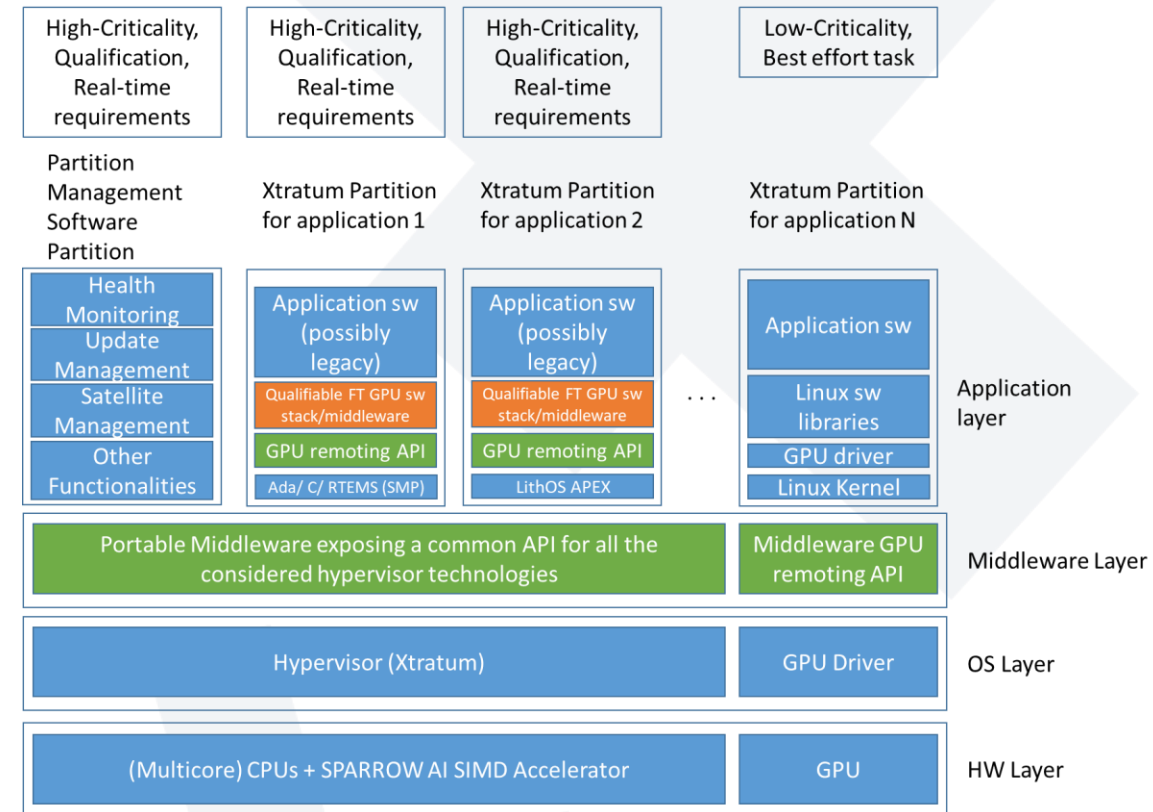 High-Criticality,
Qualification,
Real-time
requirements
High-Criticality,
Qualification,
Real-time
requirements
High-Criticality,
Qualification,
Real-time
requirements
Low-Criticality,
Best effort task
Partition
Management
Software
Partition
Xtratum Partition
for application 1
Xtratum Partition
for application 2
Xtratum Partition
for application N
Health
Monitoring
Update
Management
Satellite
Management
Other
Functionalities
Application sw
(possibly
legacy)
Qualifiable FT GPU sw
stack/middleware
GPU remoting API
Ada/ C/ RTEMS (SMP)
Application sw
(possibly
legacy)
Qualifiable FT GPU sw
stack/middleware
GPU remoting API
LithOS APEX
...
Application sw
Linux sw
libraries
GPU driver
Linux Kernel
Application
layer
Portable Middleware exposing a common API for all the
considered hypervisor technologies
Middleware GPU
remoting API
Middleware Layer
Hypervisor (Xtratum)
GPU Driver
OS Layer
(Multicore) CPUs + SPARROW AI SIMD Accelerator
GPU
HW Layer